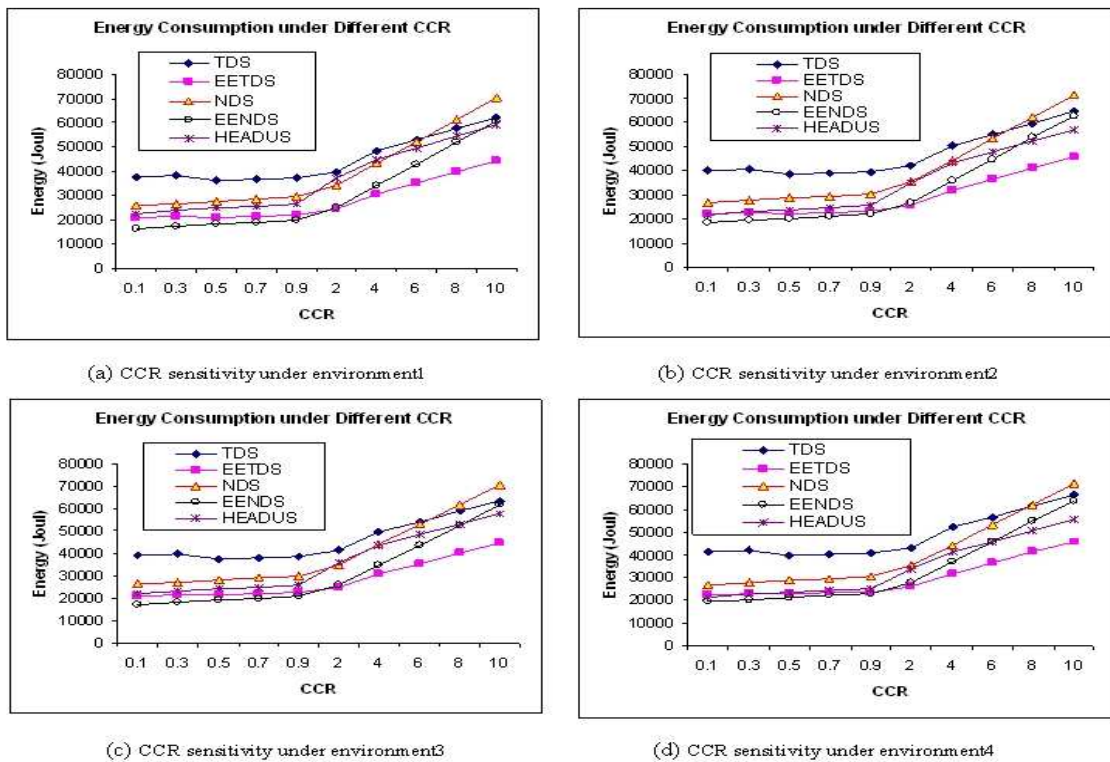 Energy Consumption under Different CCR
TDS
EETDS
NDS
EENDS
HEADUS
Energy (Joul)
80000
70000
60000
50000
40000
30000
20000
10000
0
0.1 0.3 0.5 0.7 0.9 2 4 6 8 10
CCR
(a) CCR sensitivity under environment1
Energy Consumption under Different CCR
TDS
EETDS
NDS
EENDS
HEADUS
Energy (Joul)
80000
70000
60000
50000
40000
30000
20000
10000
0
0.1 0.3 0.5 0.7 0.9 2 4 6 8 10
CCR
(b) CCR sensitivity under environment2
Energy Consumption under Different CCR
TDS
EETDS
NDS
EENDS
HEADUS
Energy (Joul)
80000
70000
60000
50000
40000
30000
20000
10000
0
0.1 0.3 0.5 0.7 0.9 2 4 6 8 10
CCR
(c) CCR sensitivity under environment3
Energy Consumption under Different CCR
TDS
EETDS
NDS
EENDS
HEADUS
Energy (Joul)
80000
70000
60000
50000
40000
30000
20000
10000
0
0.1 0.3 0.5 0.7 0.9 2 4 6 8 10
CCR
(d) CCR sensitivity under environment4